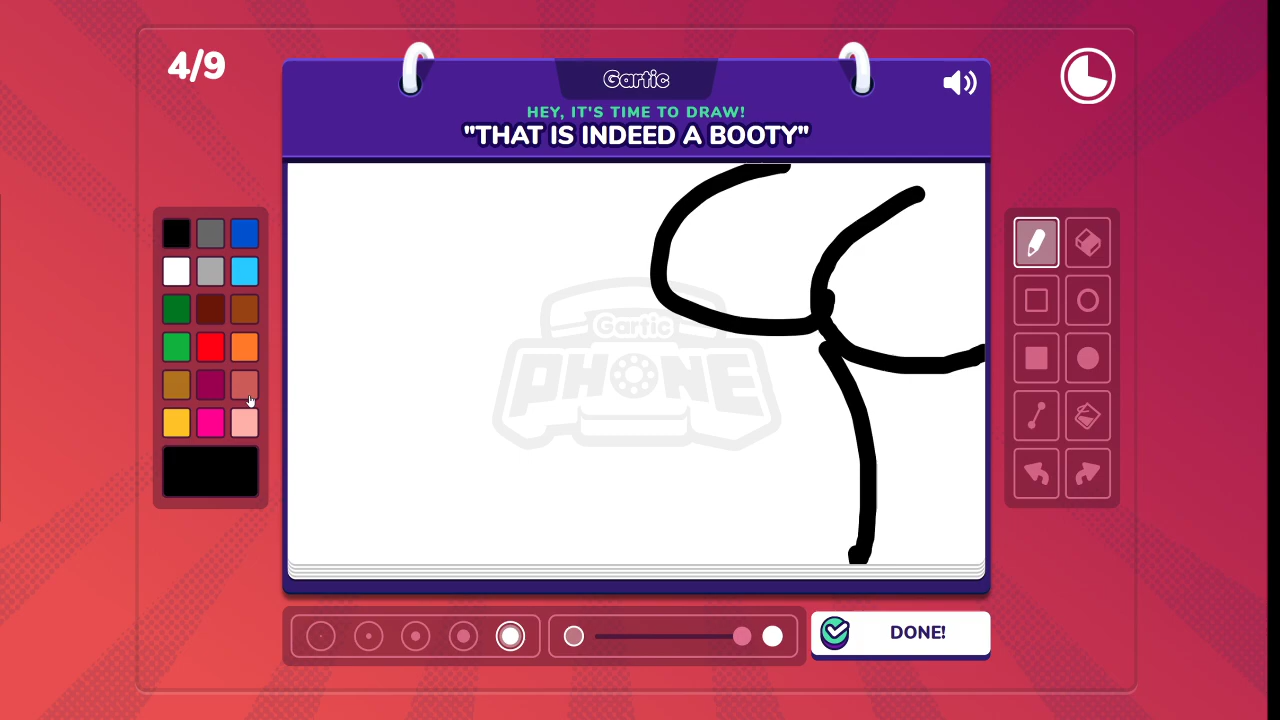 4/9
Gartic
HEY, IT'S TIME TO DRAW!
"THAT IS INDEED A BOOTY"
Gartic
PHONE
DONE!